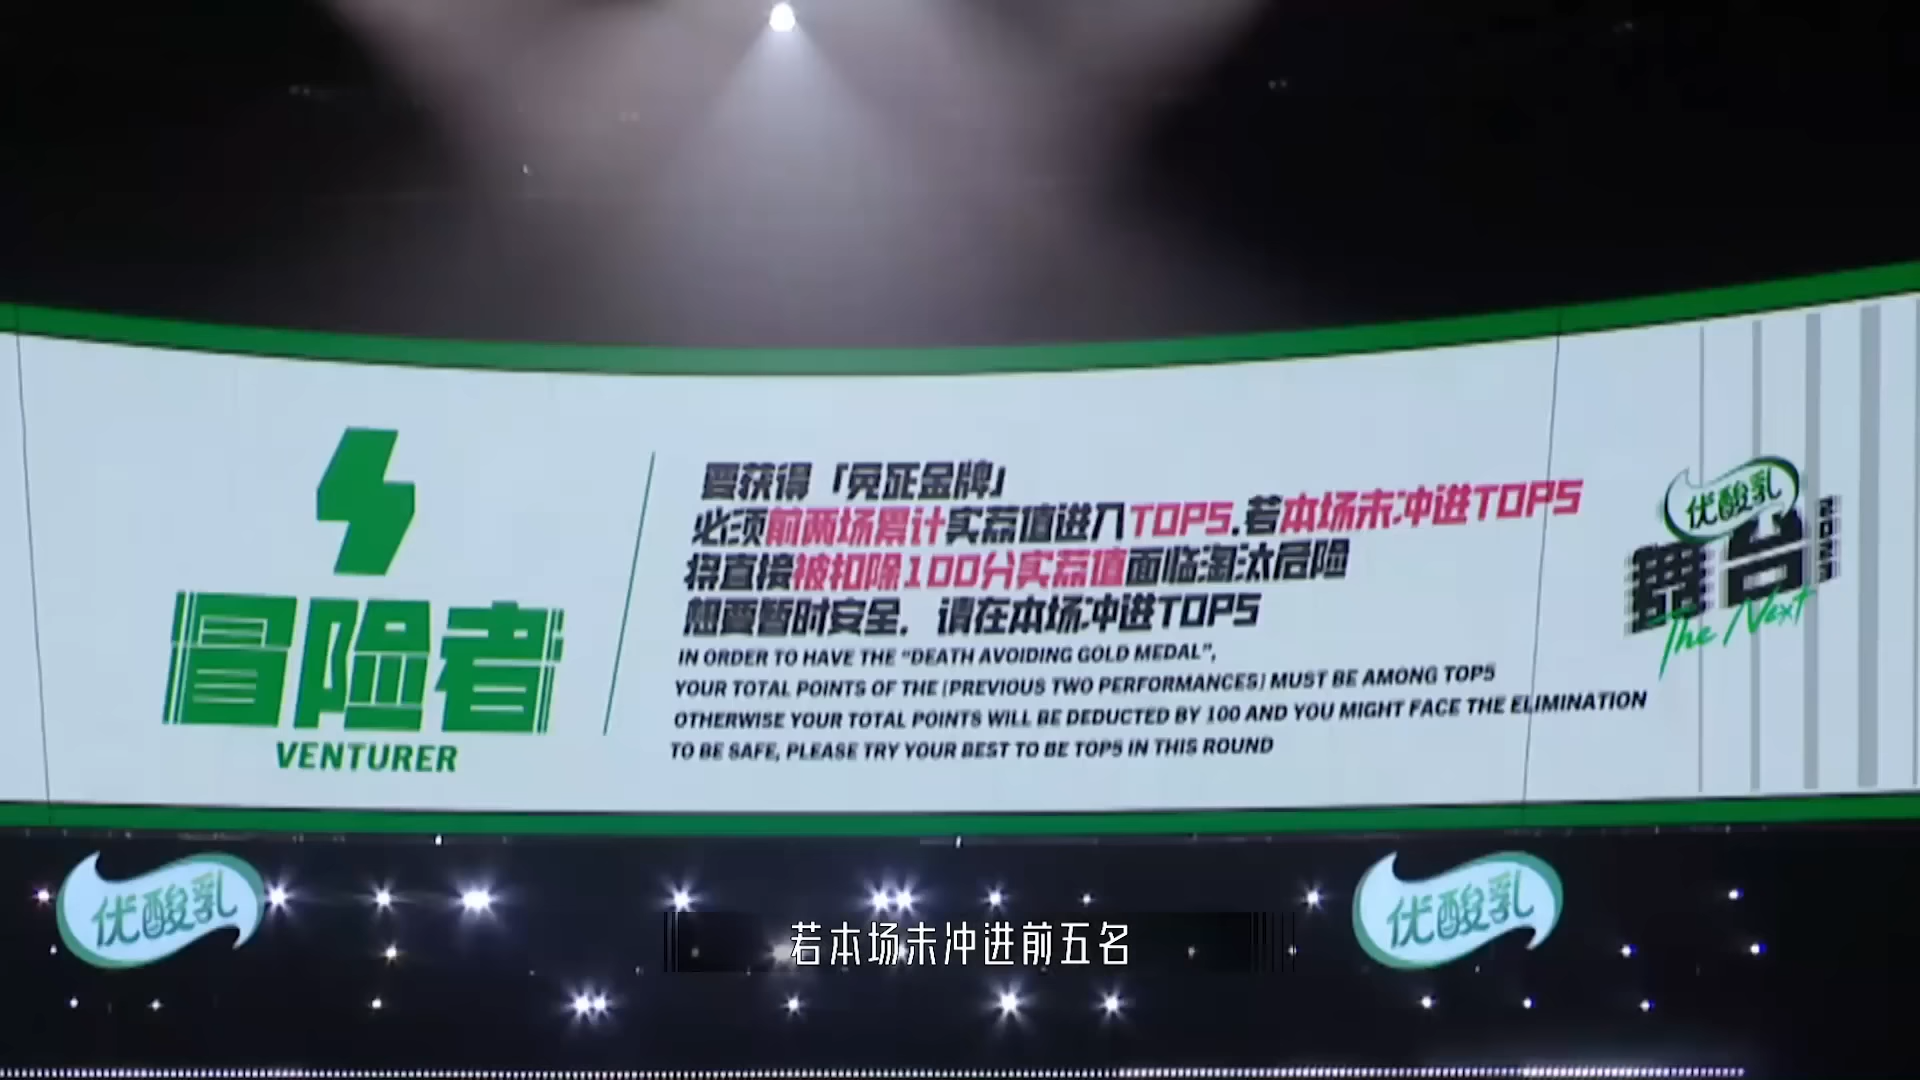 冒险者
VENTURER
要获得「免死金牌」
必须前两场累计实荔值进入TOP5.若本场未冲进TOP5
将直接被扣除100分实荔值面临淘汰危险
想要暂时安全，请在本场冲进TOP5
IN ORDER TO HAVE THE “DEATH AVOIDING GOLD MEDAL”,
YOUR TOTAL POINTS OF THE [PREVIOUS TWO PERFORMANCES] MUST BE AMONG TOP5
OTHERWISE YOUR TOTAL POINTS WILL BE DEDUCTED BY 100 AND YOU MIGHT FACE THE ELIMINATION
TO BE SAFE, PLEASE TRY YOUR BEST TO BE TOP5 IN THIS ROUND
优酸乳
舞台
2023
The Next
优酸乳
优酸乳
若本场未冲进前五名